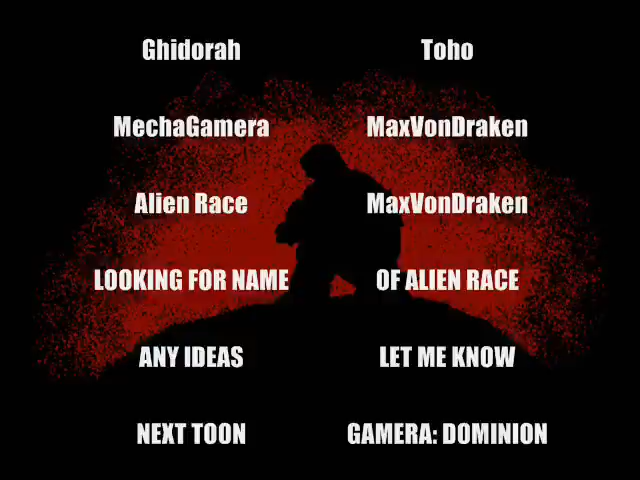 Ghidorah Toho
MechaGamera MaxVonDraken
Alien Race MaxVonDraken
LOOKING FOR NAME OF ALIEN RACE
ANY IDEAS LET ME KNOW
NEXT TOON GAMERA: DOMINION